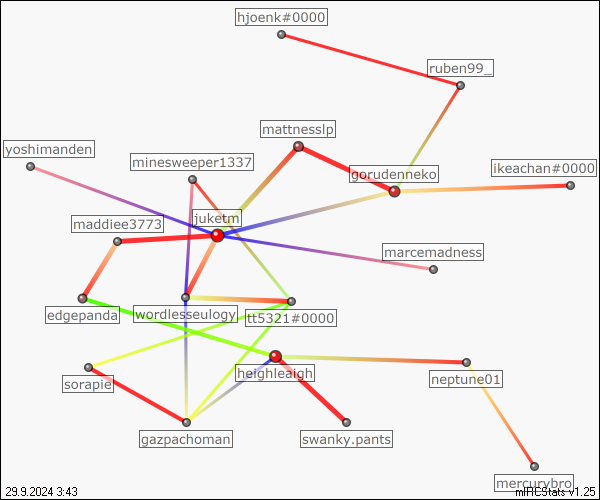 hjoenk#0000
ruben99_
mattnesslp
yoshimanden
minesweeper1337
gorudenneko
ikeachan#0000
juketm
maddiee3773
marcemadness
edgepanda
wordlesseulogy
tt5321#0000
heighleaigh
neptune01
sorapie
gazpachoman
swanky.pants
mercurybro
29.9.2024 3:43
mIRCStats v1.25